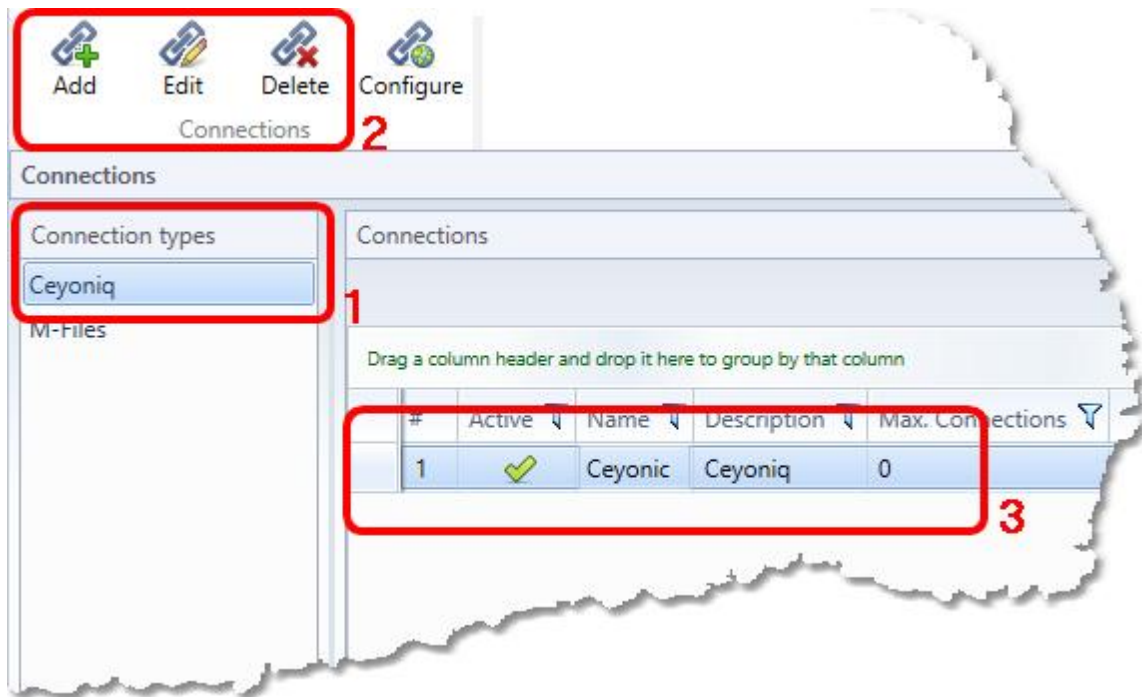 Add Edit Delete Configure
Connections
2
Connections
Connection types
Connections
Ceyoniq
1
M-Files
Drag a column header and drop it here to group by that column
# Active Name Description Max. Connections
1 Ceyonic Ceyoniq 0
3